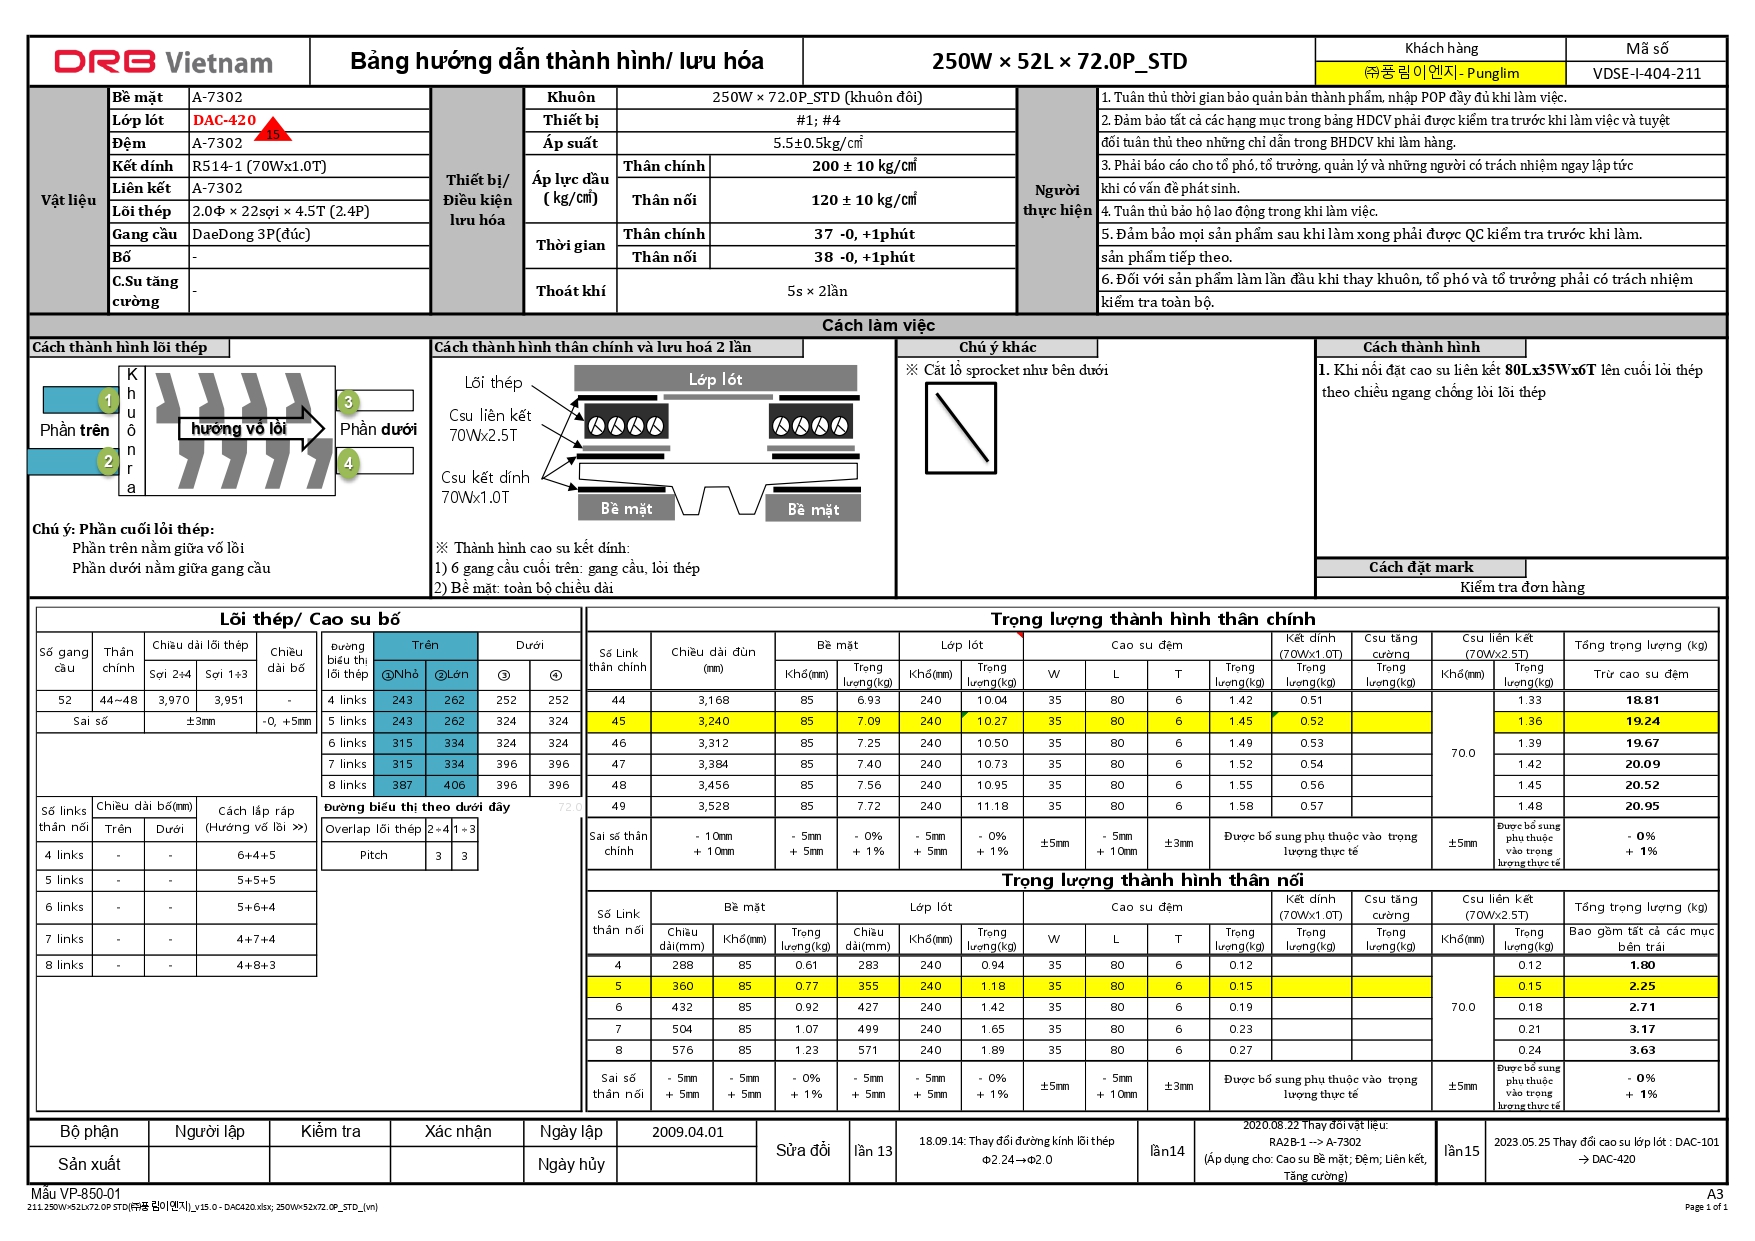 DRB Vietnam
Bảng hướng dẫn thành hình/ lưu hóa
250W × 52L × 72.0P_STD
Khách hàng
Mã số
㈜풍림이엔지- Punglim
VDSE-I-404-211
Vật liệu
Bề mặt A-7302
Lớp lót DAC-420
15
Đệm A-7302
Kết dính R514-1 (70Wx1.0T)
Liên kết A-7302
Lõi thép 2.0Φ × 22sợi × 4.5T (2.4P)
Gang cầu DaeDong 3P(đúc)
Bố -
C.Su tăng cường -
Thiết bị/ Điều kiện lưu hóa
Khuôn 250W × 72.0P_STD (khuôn đôi)
Thiết bị #1; #4
Áp suất 5.5±0.5kg/㎠
Áp lực dầu ( kg/㎠)
Thân chính 200 ± 10 kg/㎠
Thân nối 120 ± 10 kg/㎠
Thời gian
Thân chính 37 -0, +1phút
Thân nối 38 -0, +1phút
Thoát khí 5s × 2lần
Người thực hiện
1. Tuân thủ thời gian bảo quản bán thành phẩm, nhập POP đầy đủ khi làm việc.
2. Đảm bảo tất cả các hạng mục trong bảng HDCV phải được kiểm tra trước khi làm việc và tuyệt
đối tuân thủ theo những chỉ dẫn trong BHDCV khi làm hàng.
3. Phải báo cáo cho tổ phó, tổ trưởng, quản lý và những người có trách nhiệm ngay lập tức
khi có vấn đề phát sinh.
4. Tuân thủ bảo hộ lao động trong khi làm việc.
5. Đảm bảo mọi sản phẩm sau khi làm xong phải được QC kiểm tra trước khi làm.
sản phẩm tiếp theo.
6. Đối với sản phẩm làm lần đầu khi thay khuôn, tổ phó và tổ trưởng phải có trách nhiệm
kiểm tra toàn bộ.
Cách làm việc
Cách thành hình lõi thép
Khuôn ra
1
2
3
4
Phần trên
hướng vố lồi
Phần dưới
Chú ý: Phần cuối lỏi thép:
Phần trên nằm giữa vố lồi
Phần dưới nằm giữa gang cầu
Cách thành hình thân chính và lưu hoá 2 lần
Lõi thép
Lớp lót
Csu liên kết
70Wx2.5T
Csu kết dính
70Wx1.0T
Bề mặt
Bề mặt
※ Thành hình cao su kết dính:
1) 6 gang cầu cuối trên: gang cầu, lỏi thép
2) Bề mặt: toàn bộ chiều dài
Chú ý khác
※ Cắt lổ sprocket như bên dưới
Cách thành hình
1. Khi nối đặt cao su liên kết 80Lx35Wx6T lên cuối lỏi thép
theo chiều ngang chống lòi lõi thép
Cách đặt mark
Kiểm tra đơn hàng
Lõi thép/ Cao su bố
Số gang cầu | Thân chính | Chiều dài lõi thép | Chiều dài bố
Sợi 2÷4 | Sợi 1÷3
52 | 44~48 | 3,970 | 3,951 | -
Sai số | ±3mm | -0, +5mm
Đường biểu thị lõi thép | Trên | Dưới
①Nhỏ | ②Lớn | ③ | ④
4 links | 243 | 262 | 252 | 252
5 links | 243 | 262 | 324 | 324
6 links | 315 | 334 | 324 | 324
7 links | 315 | 334 | 396 | 396
8 links | 387 | 406 | 396 | 396
Số links thân nối | Chiều dài bố(mm) | Cách lắp ráp (Hướng vố lồi ≫)
Trên | Dưới
4 links | - | - | 6+4+5
5 links | - | - | 5+5+5
6 links | - | - | 5+6+4
7 links | - | - | 4+7+4
8 links | - | - | 4+8+3
Đường biểu thị theo dưới đây 72.0
Overlap lõi thép | 2÷4 | 1÷3
Pitch | 3 | 3
Trọng lượng thành hình thân chính
Số Link thân chính | Chiều dài đùn (mm) | Bề mặt | Lớp lót | Cao su đệm | Kết dính (70Wx1.0T) | Csu tăng cường | Csu liên kết (70Wx2.5T) | Tổng trọng lượng (kg)
Khổ(mm) | Trọng lượng(kg) | Khổ(mm) | Trọng lượng(kg) | W | L | T | Trọng lượng(kg) | Trọng lượng(kg) | Trọng lượng(kg) | Khổ(mm) | Trọng lượng(kg) | Trừ cao su đệm
44 | 3,168 | 85 | 6.93 | 240 | 10.04 | 35 | 80 | 6 | 1.42 | 0.51 | 1.33 | 18.81
45 | 3,240 | 85 | 7.09 | 240 | 10.27 | 35 | 80 | 6 | 1.45 | 0.52 | 1.36 | 19.24
46 | 3,312 | 85 | 7.25 | 240 | 10.50 | 35 | 80 | 6 | 1.49 | 0.53 | 1.39 | 19.67
70.0
47 | 3,384 | 85 | 7.40 | 240 | 10.73 | 35 | 80 | 6 | 1.52 | 0.54 | 1.42 | 20.09
48 | 3,456 | 85 | 7.56 | 240 | 10.95 | 35 | 80 | 6 | 1.55 | 0.56 | 1.45 | 20.52
49 | 3,528 | 85 | 7.72 | 240 | 11.18 | 35 | 80 | 6 | 1.58 | 0.57 | 1.48 | 20.95
Sai số thân chính | - 10mm + 10mm | - 5mm + 5mm | - 0% + 1% | - 5mm + 5mm | - 0% + 1% | ±5mm | - 5mm + 10mm | ±3mm | Được bổ sung phụ thuộc vào trọng lượng thực tế | ±5mm | Được bổ sung phụ thuộc vào trọng lượng thực tế | - 0% + 1%
Trọng lượng thành hình thân nối
Số Link thân nối | Bề mặt | Lớp lót | Cao su đệm | Kết dính (70Wx1.0T) | Csu tăng cường | Csu liên kết (70Wx2.5T) | Tổng trọng lượng (kg)
Chiều dài(mm) | Khổ(mm) | Trọng lượng(kg) | Chiều dài(mm) | Khổ(mm) | Trọng lượng(kg) | W | L | T | Trọng lượng(kg) | Trọng lượng(kg) | Trọng lượng(kg) | Khổ(mm) | Trọng lượng(kg) | Bao gồm tất cả các mục bên trái
4 | 288 | 85 | 0.61 | 283 | 240 | 0.94 | 35 | 80 | 6 | 0.12 | 0.12 | 1.80
5 | 360 | 85 | 0.77 | 355 | 240 | 1.18 | 35 | 80 | 6 | 0.15 | 0.15 | 2.25
6 | 432 | 85 | 0.92 | 427 | 240 | 1.42 | 35 | 80 | 6 | 0.19 | 70.0 | 0.18 | 2.71
7 | 504 | 85 | 1.07 | 499 | 240 | 1.65 | 35 | 80 | 6 | 0.23 | 0.21 | 3.17
8 | 576 | 85 | 1.23 | 571 | 240 | 1.89 | 35 | 80 | 6 | 0.27 | 0.24 | 3.63
Sai số thân nối | - 5mm + 5mm | - 5mm + 5mm | - 0% + 1% | - 5mm + 5mm | - 5mm + 5mm | - 0% + 1% | ±5mm | - 5mm + 10mm | ±3mm | Được bổ sung phụ thuộc vào trọng lượng thực tế | ±5mm | Được bổ sung phụ thuộc vào trọng lượng thực tế | - 0% + 1%
Bộ phận | Người lập | Kiểm tra | Xác nhận | Ngày lập | 2009.04.01
Sản xuất | Ngày hủy
Sửa đổi
lần 13 | 18.09.14: Thay đổi đường kính lõi thép Φ2.24→Φ2.0
lần14 | 2020.08.22 Thay đổi vật liệu:
RA2B-1 --> A-7302
(Áp dụng cho: Cao su Bề mặt; Đệm; Liên kết,
Tăng cường)
lần15 | 2023.05.25 Thay đổi cao su lớp lót : DAC-101 → DAC-420
Mẫu VP-850-01
A3
211.250W×52Lx72.0P STD(㈜풍림이엔지)_v15.0 - DAC420.xlsx; 250W×52x72.0P_STD_(vn)
Page 1 of 1